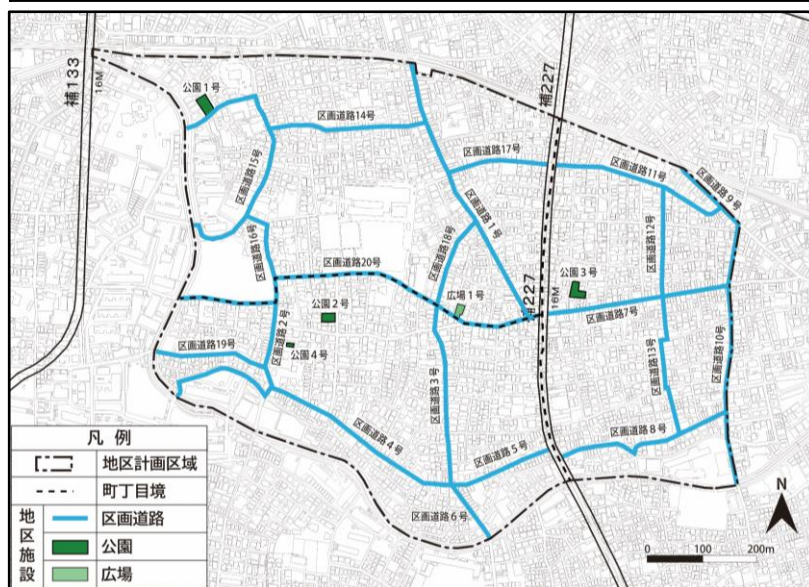 補133
16M
公園1号
区画道路14号
区画道路15号
区画道路16号
区画道路17号
区画道路1号
区画道路18号
補227
区画道路11号
区画道路9号
区画道路12号
公園3号
区画道路20号
広場1号
補227
16M
区画道路7号
公園2号
公園4号
区画道路2号
区画道路19号
区画道路3号
区画道路13号
区画道路10号
区画道路4号
区画道路5号
区画道路8号
区画道路6号
凡例
地区計画区域
町丁目境
地区施設
区画道路
公園
広場
N
0 100 200m